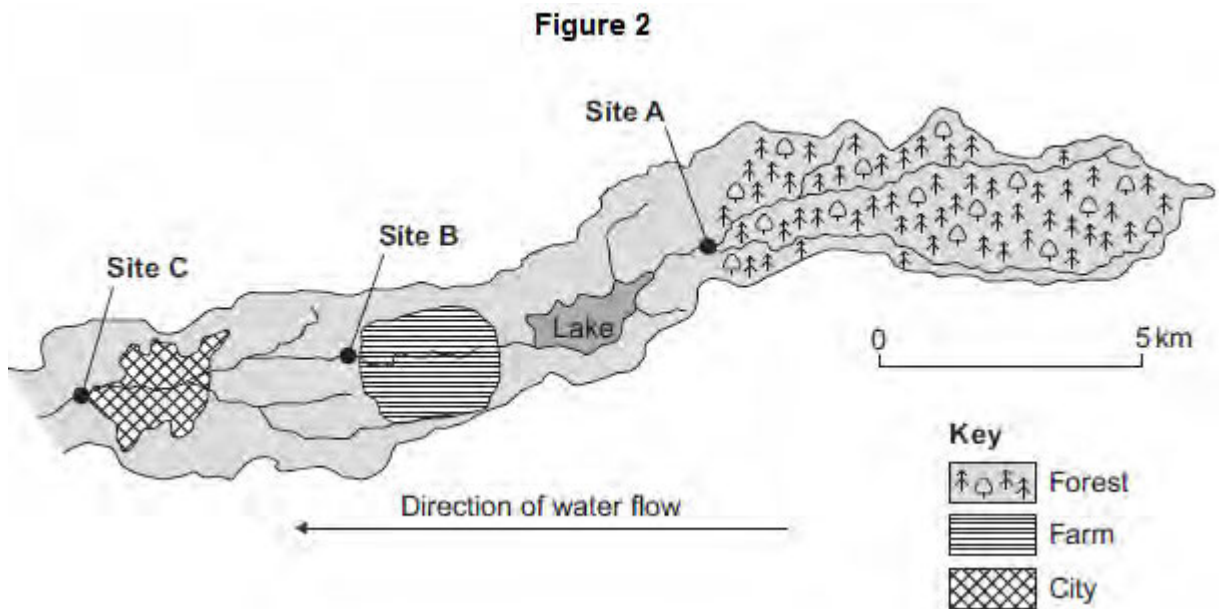 Figure 2
Site A
Site B
Site C
Lake
0 5 km
Key
Forest
Direction of water flow
Farm
City